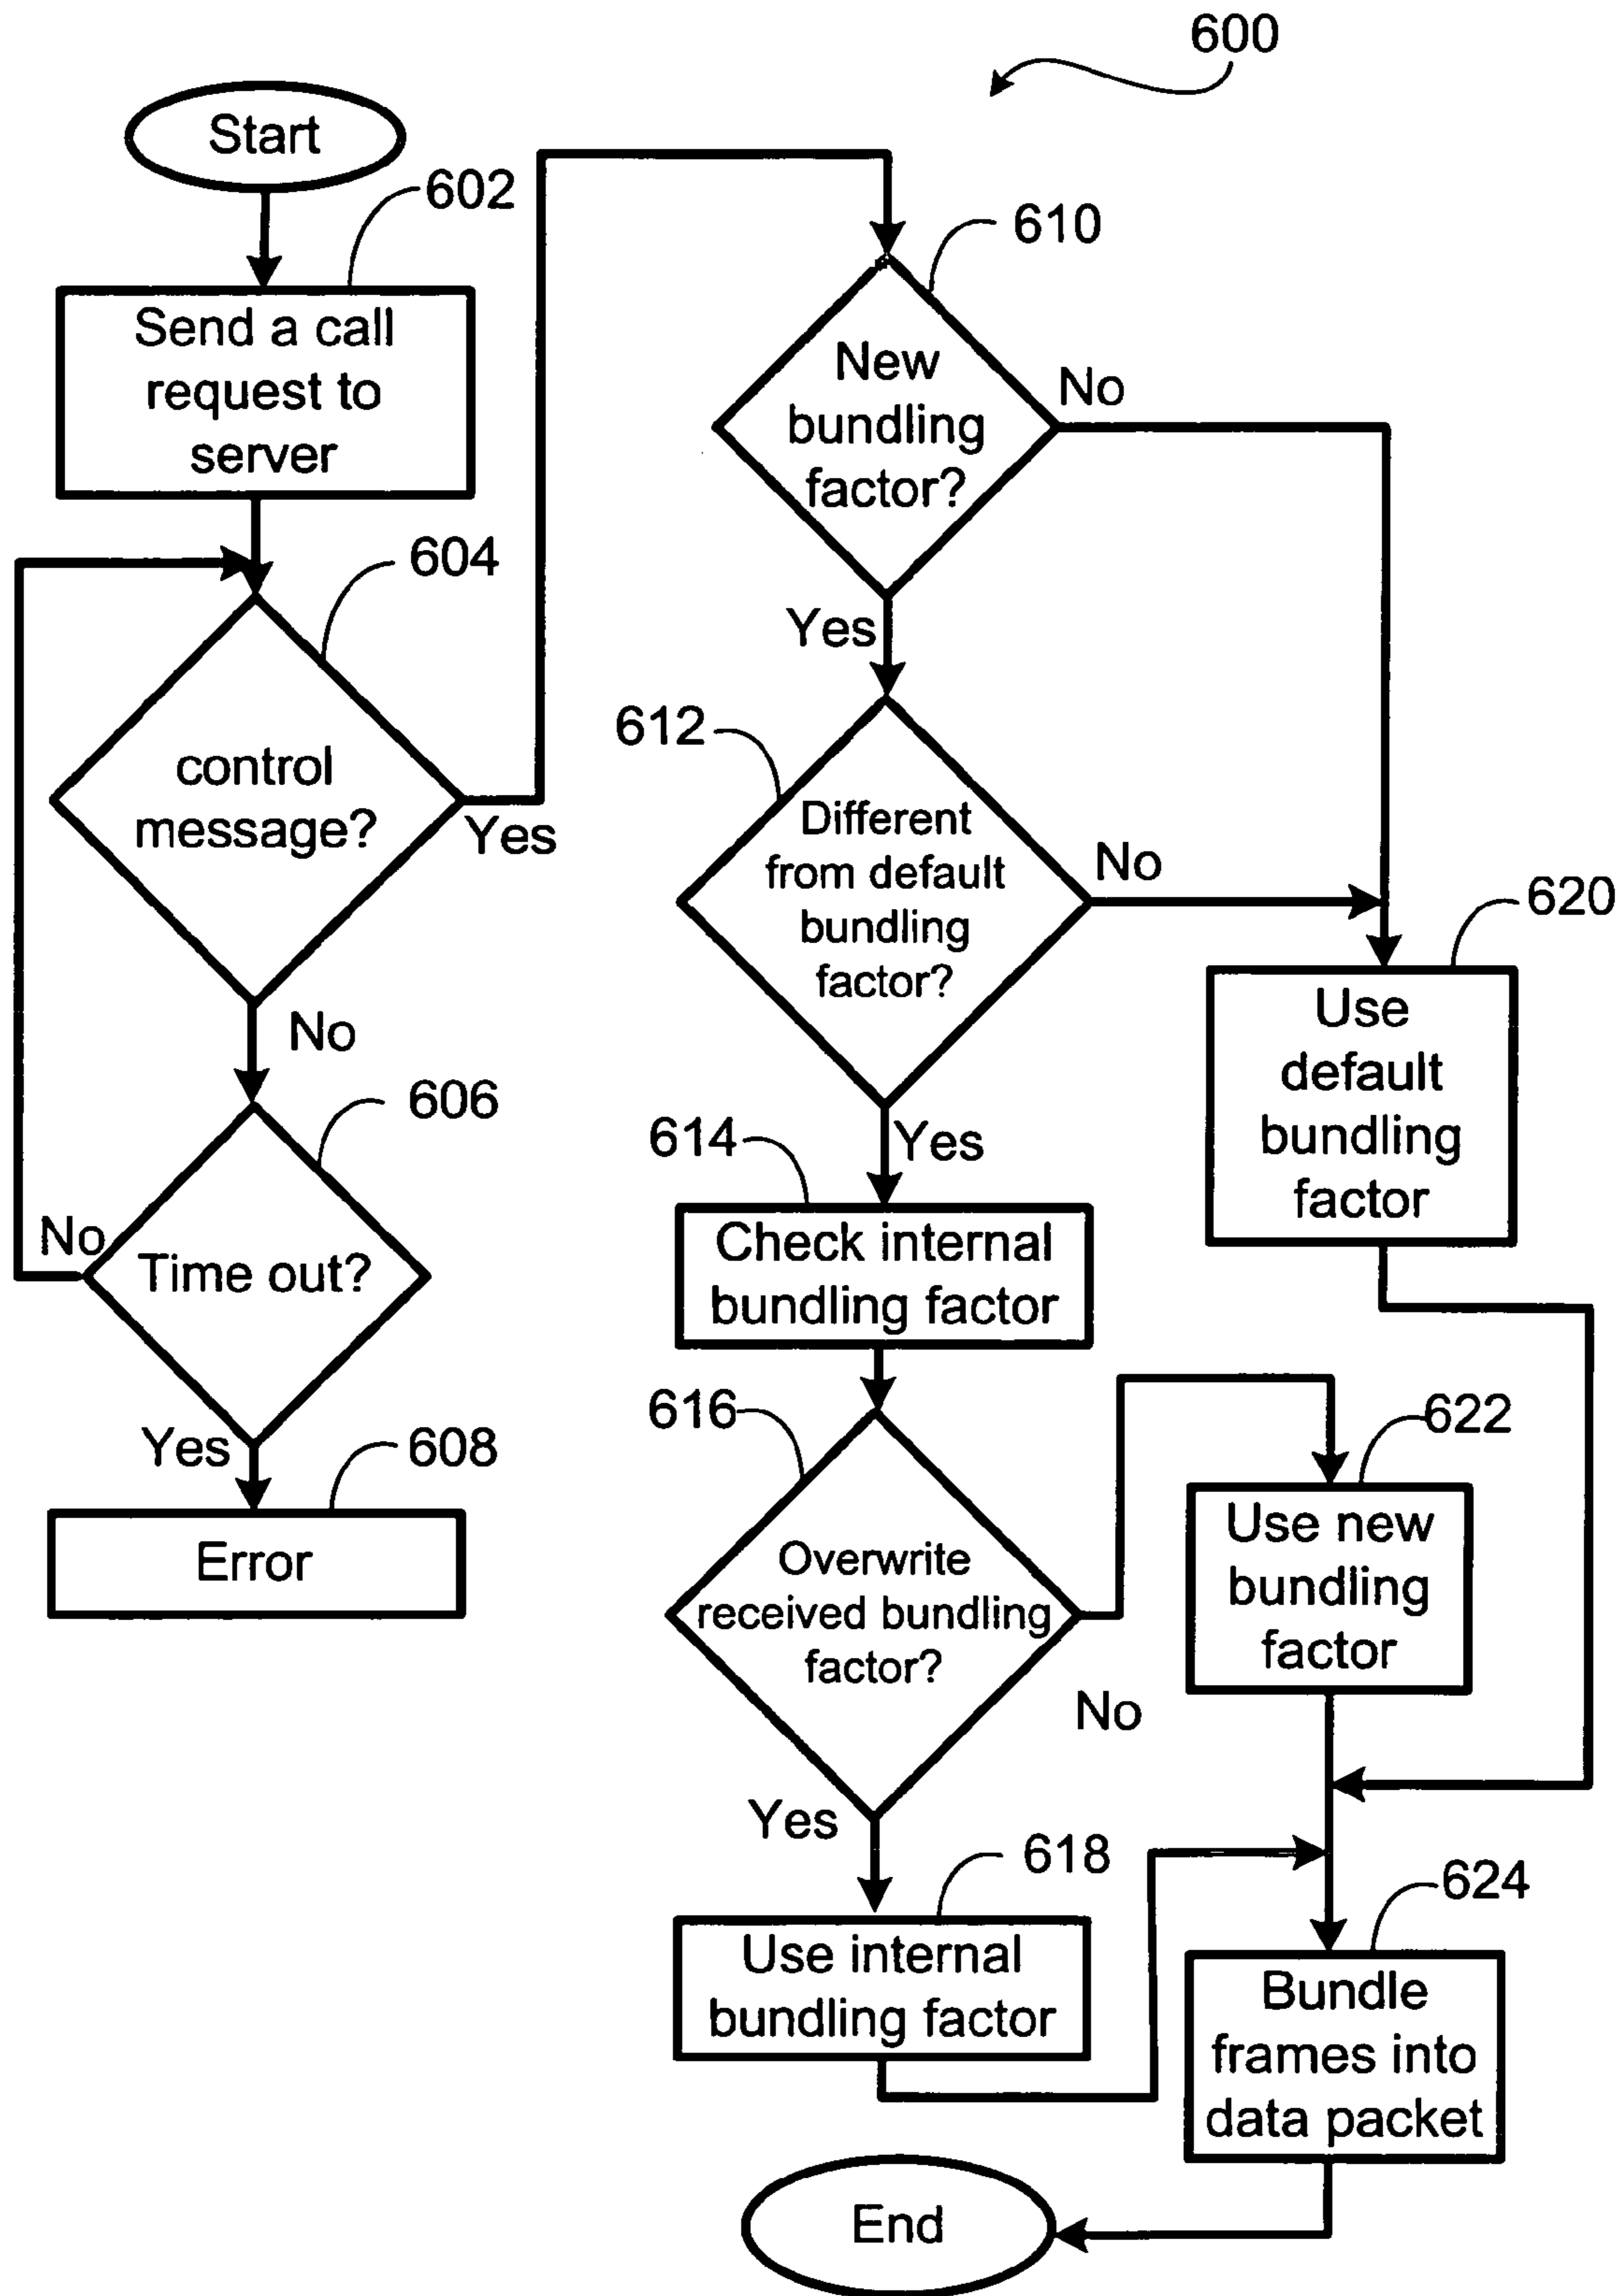 600
Start
602
Send a call
request to
server
604
control
message?
Yes
No
606
Time out?
No
Yes
608
Error
610
New
bundling
factor?
No
Yes
612
Different
from default
bundling
factor?
No
Yes
620
Use
default
bundling
factor
614
Check internal
bundling factor
616
Overwrite
received bundling
factor?
No
Yes
622
Use new
bundling
factor
618
Use internal
bundling factor
624
Bundle
frames into
data packet
End